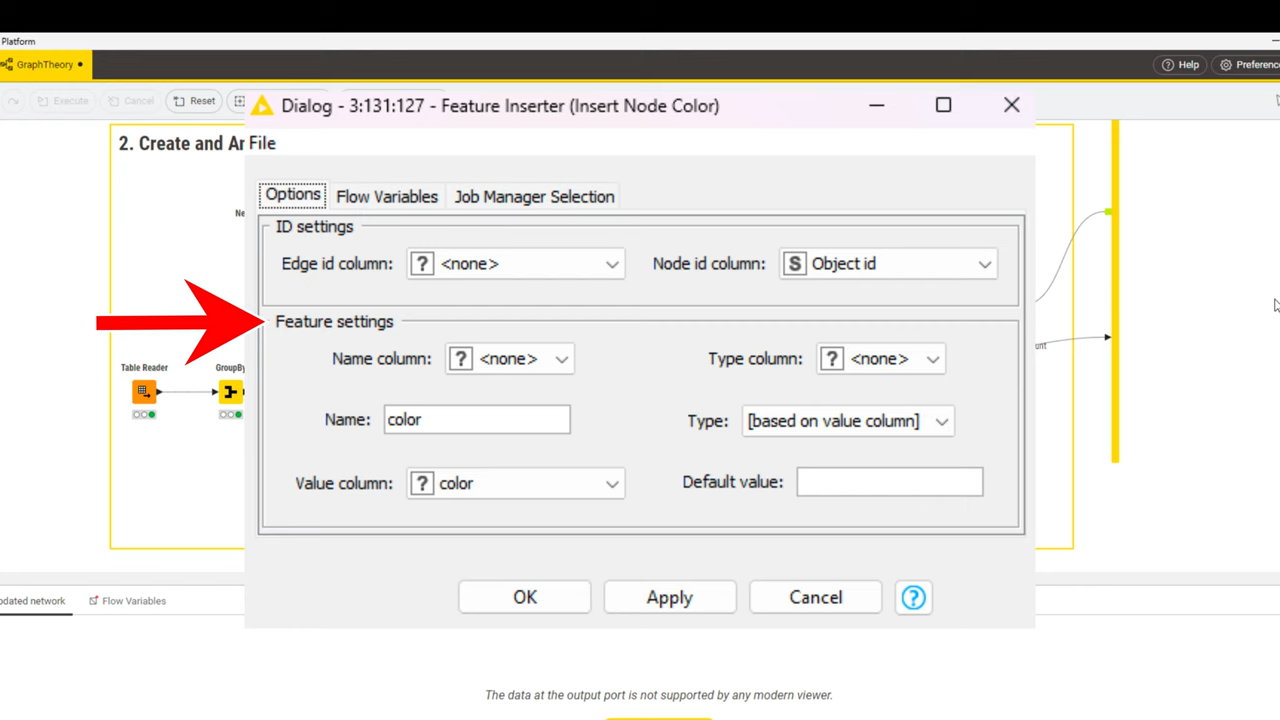 Platform
GraphTheory
Help
Preferenc
Execute
Cancel
Reset
Dialog - 3:131:127 - Feature Inserter (Insert Node Color)
2. Create and Ar
File
Options
Flow Variables
Job Manager Selection
Ne
ID settings
Edge id column:
? <none>
Node id column:
S Object id
Feature settings
Name column:
? <none>
Type column:
? <none>
unt
Table Reader
GroupBy
Name:
color
Type:
[based on value column]
Value column:
? color
Default value:
OK
Apply
Cancel
?
pdated network
Flow Variables
The data at the output port is not supported by any modern viewer.